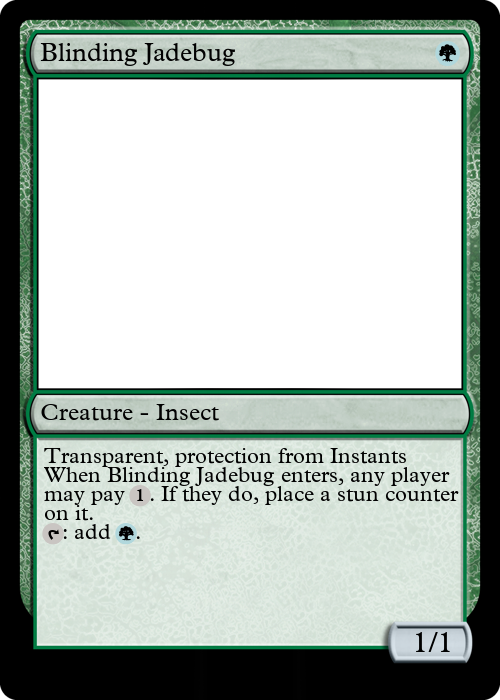 Blinding Jadebug
Creature - Insect
Transparent, protection from Instants
When Blinding Jadebug enters, any player
may pay 1. If they do, place a stun counter
on it.
: add .
1/1